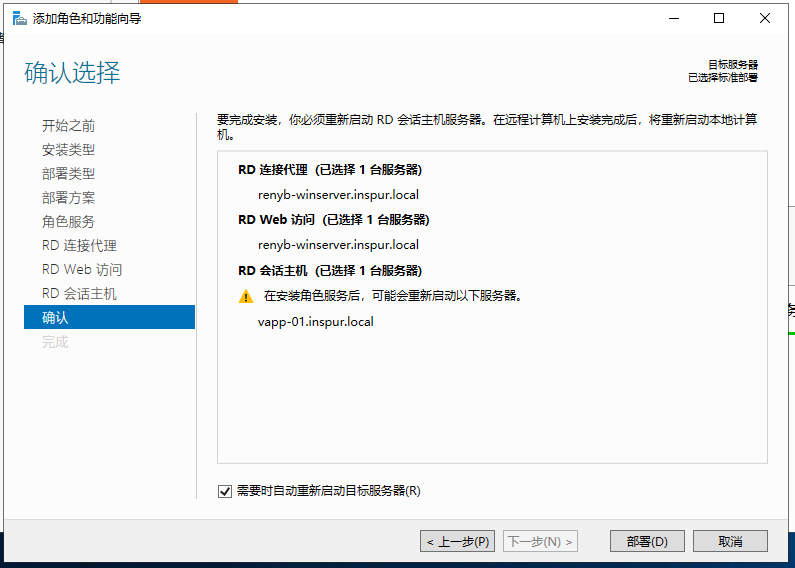 添加角色和功能向导
确认选择
目标服务器
已选择标准部署
开始之前
安装类型
部署类型
部署方案
角色服务
RD 连接代理
RD Web 访问
RD 会话主机
确认
完成
要完成安装，你必须重新启动 RD 会话主机服务器。在远程计算机上安装完成后，将重新启动本地计算
机。
RD 连接代理（已选择 1 台服务器）
renyb-winserver.inspur.local
RD Web 访问（已选择 1 台服务器）
renyb-winserver.inspur.local
RD 会话主机（已选择 1 台服务器）
在安装角色服务后，可能会重新启动以下服务器。
vapp-01.inspur.local
需要时自动重新启动目标服务器(R)
< 上一步(P)
下一步(N) >
部署(D)
取消